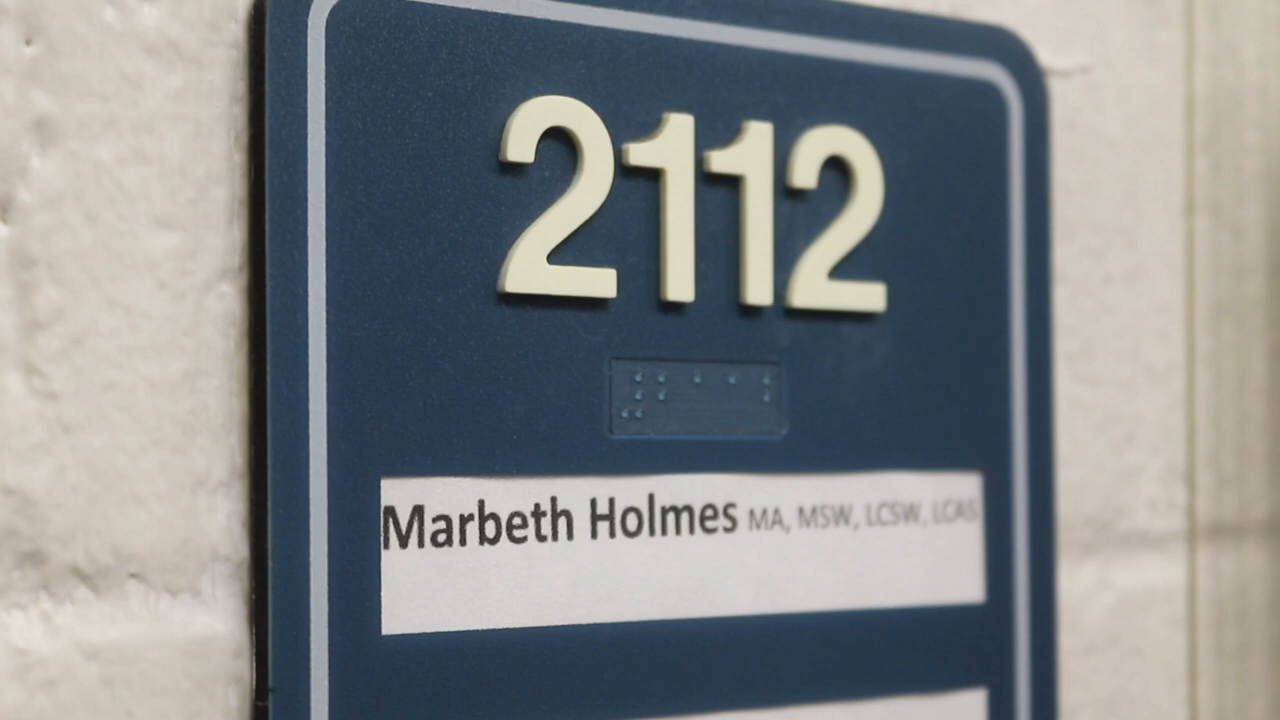 2112
⠼⠃⠁⠁⠃
Marbeth Holmes MA, MSW, LCSW, LCAS